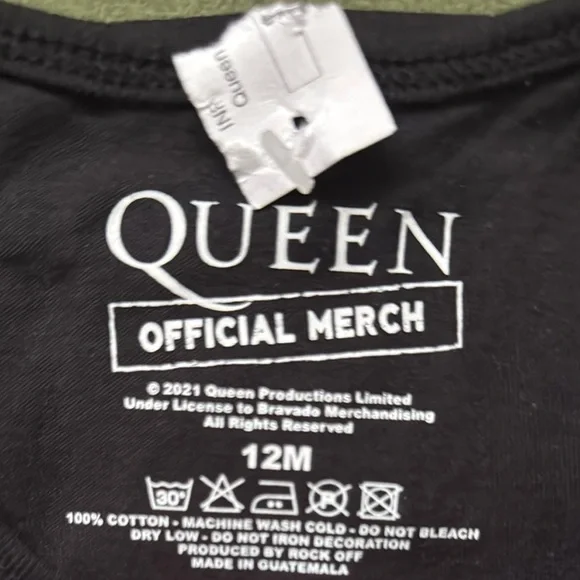 Queen
QUEEN
OFFICIAL MERCH
© 2021 Queen Productions Limited
Under License to Bravado Merchandising
All Rights Reserved
12M
30°
100% COTTON - MACHINE WASH COLD - DO NOT BLEACH
DRY LOW - DO NOT IRON DECORATION
PRODUCED BY ROCK OFF
MADE IN GUATEMALA